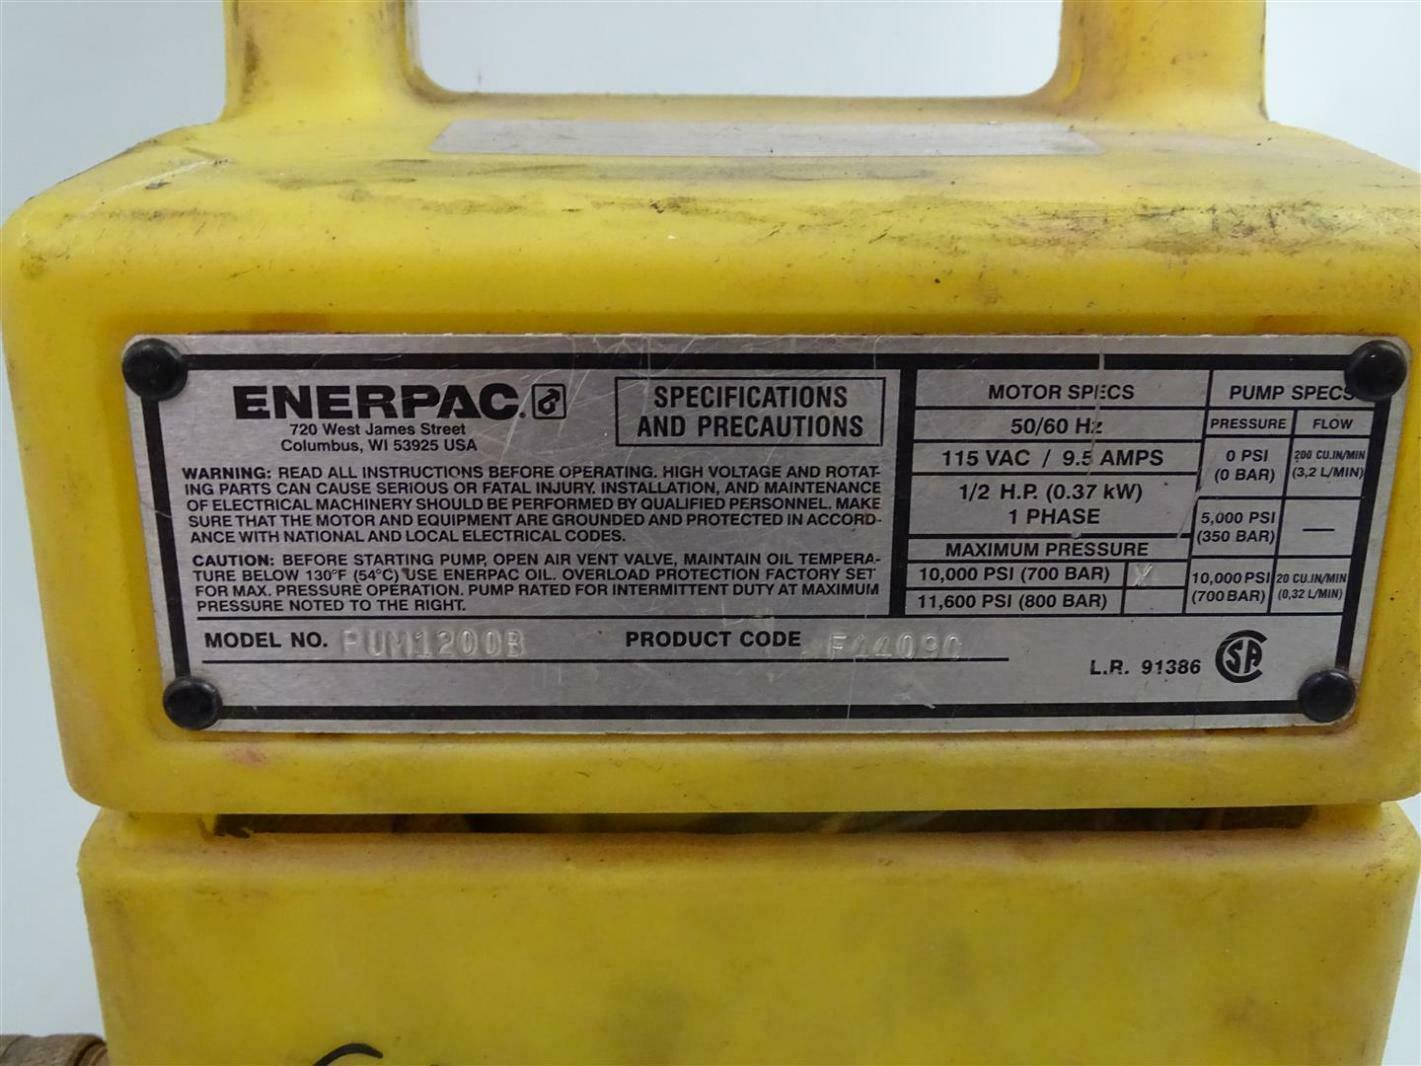 ENERPAC.
720 West James Street
Columbus, WI 53925 USA
SPECIFICATIONS
AND PRECAUTIONS
WARNING: READ ALL INSTRUCTIONS BEFORE OPERATING. HIGH VOLTAGE AND ROTAT-
ING PARTS CAN CAUSE SERIOUS OR FATAL INJURY. INSTALLATION, AND MAINTENANCE
OF ELECTRICAL MACHINERY SHOULD BE PERFORMED BY QUALIFIED PERSONNEL. MAKE
SURE THAT THE MOTOR AND EQUIPMENT ARE GROUNDED AND PROTECTED IN ACCORD-
ANCE WITH NATIONAL AND LOCAL ELECTRICAL CODES.
CAUTION: BEFORE STARTING PUMP, OPEN AIR VENT VALVE, MAINTAIN OIL TEMPERA-
TURE BELOW 130°F (54°C) USE ENERPAC OIL. OVERLOAD PROTECTION FACTORY SET
FOR MAX. PRESSURE OPERATION. PUMP RATED FOR INTERMITTENT DUTY AT MAXIMUM
PRESSURE NOTED TO THE RIGHT.
MOTOR SPECS
50/60 Hz
115 VAC / 9.5 AMPS
1/2 H.P. (0.37 kW)
1 PHASE
MAXIMUM PRESSURE
10,000 PSI (700 BAR) X
11,600 PSI (800 BAR)
PUMP SPECS
PRESSURE FLOW
0 PSI 200 CU.IN/MIN
(0 BAR) (3,2 L/MIN)
5,000 PSI —
(350 BAR)
10,000 PSI 20 CU.IN/MIN
(700 BAR) (0,32 L/MIN)
MODEL NO. PUM1200B PRODUCT CODE
L.R. 91386 CSA